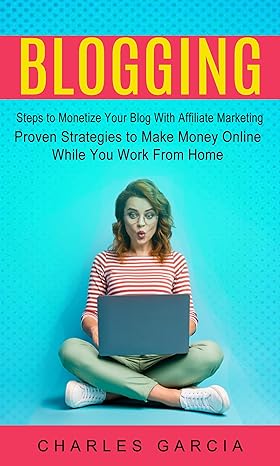 BLOGGING
Steps to Monetize Your Blog With Affiliate Marketing
Proven Strategies to Make Money Online
While You Work From Home
CHARLES GARCIA